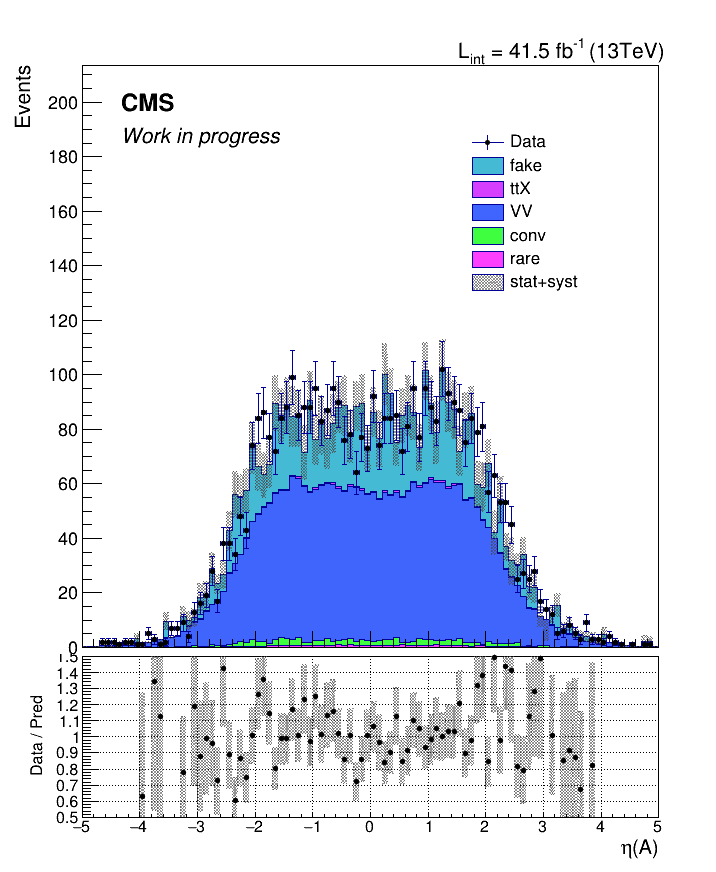 L_int = 41.5 fb^-1 (13TeV)
Events
CMS
Work in progress
Data
fake
ttX
VV
conv
rare
stat+syst
200
180
160
140
120
100
80
60
40
20
0
Data / Pred
1.5
1.4
1.3
1.2
1.1
1
0.9
0.8
0.7
0.6
0.5
−5 −4 −3 −2 −1 0 1 2 3 4 5
η(A)